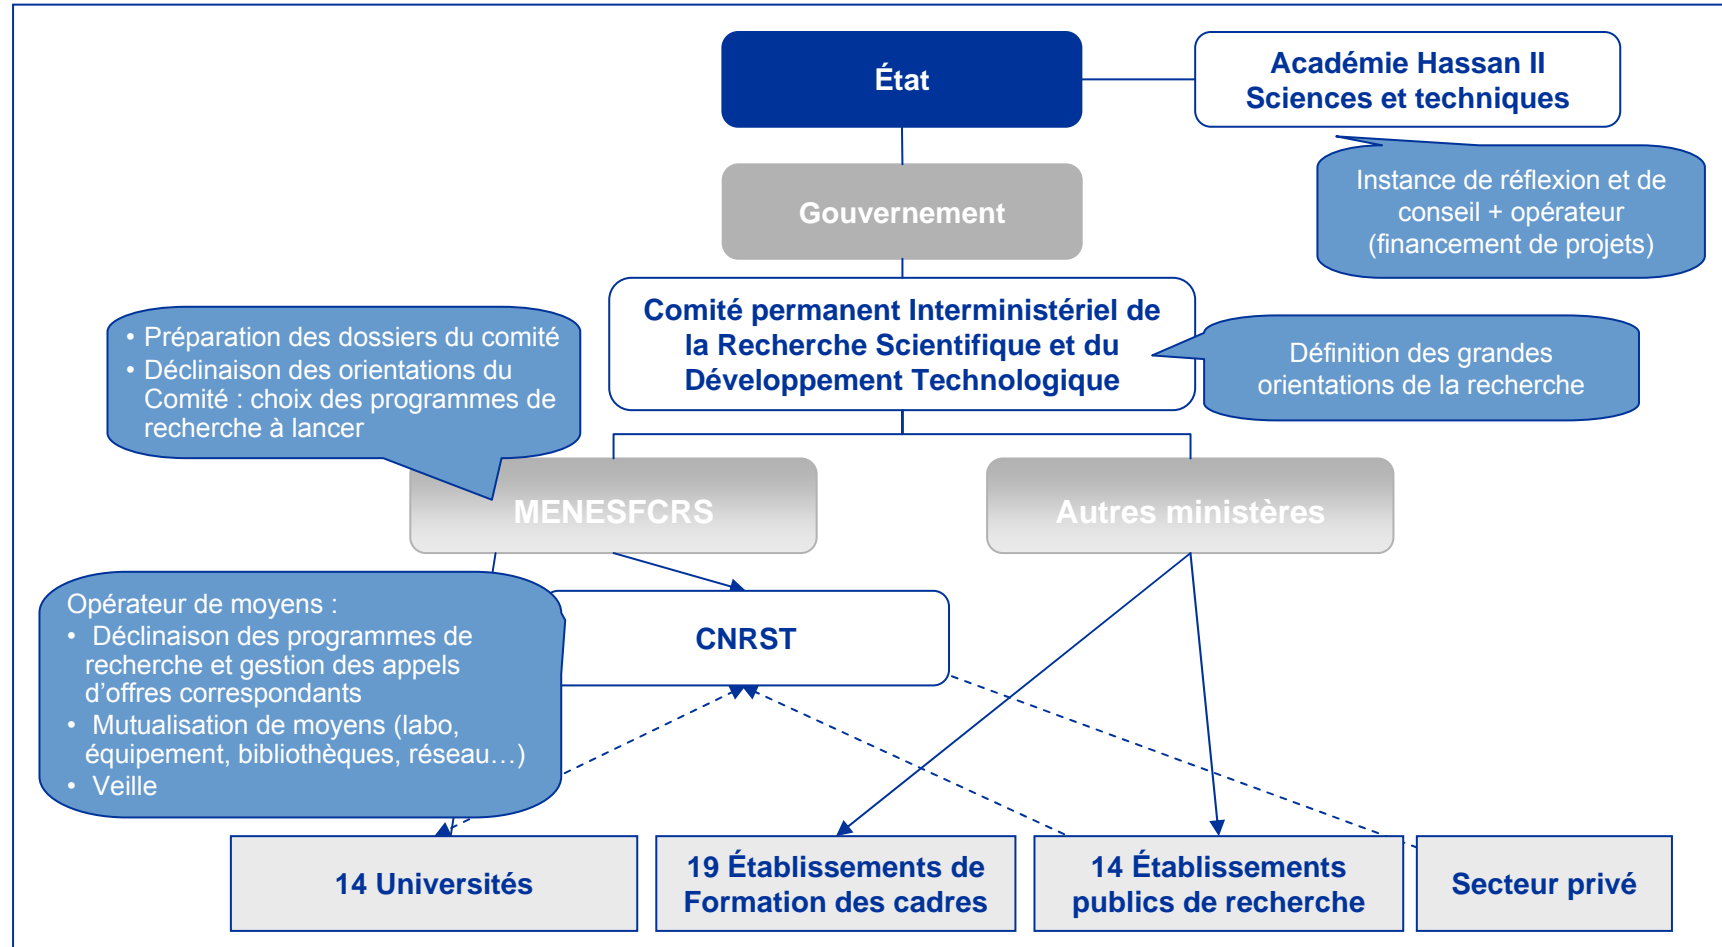 État
Académie Hassan II
Sciences et techniques
Gouvernement
Instance de réflexion et de
conseil + opérateur
(financement de projets)
Comité permanent Interministériel de
la Recherche Scientifique et du
Développement Technologique
Définition des grandes
orientations de la recherche
• Préparation des dossiers du comité
• Déclinaison des orientations du
Comité : choix des programmes de
recherche à lancer
MENESFCRS
Autres ministères
Opérateur de moyens :
• Déclinaison des programmes de
recherche et gestion des appels
d’offres correspondants
• Mutualisation de moyens (labo,
équipement, bibliothèques, réseau…)
• Veille
CNRST
14 Universités
19 Établissements de
Formation des cadres
14 Établissements
publics de recherche
Secteur privé